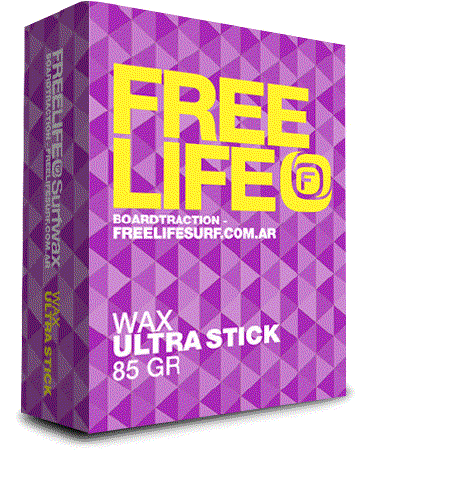 FREE
LIFE F
BOARDTRACTION -
FREELIFESURF.COM.AR
WAX
ULTRA STICK
85 GR
FREELIFE Surfwax
BOARDTRACTION - FREELIFESURF.COM.AR
WAX
ULTRA STICK